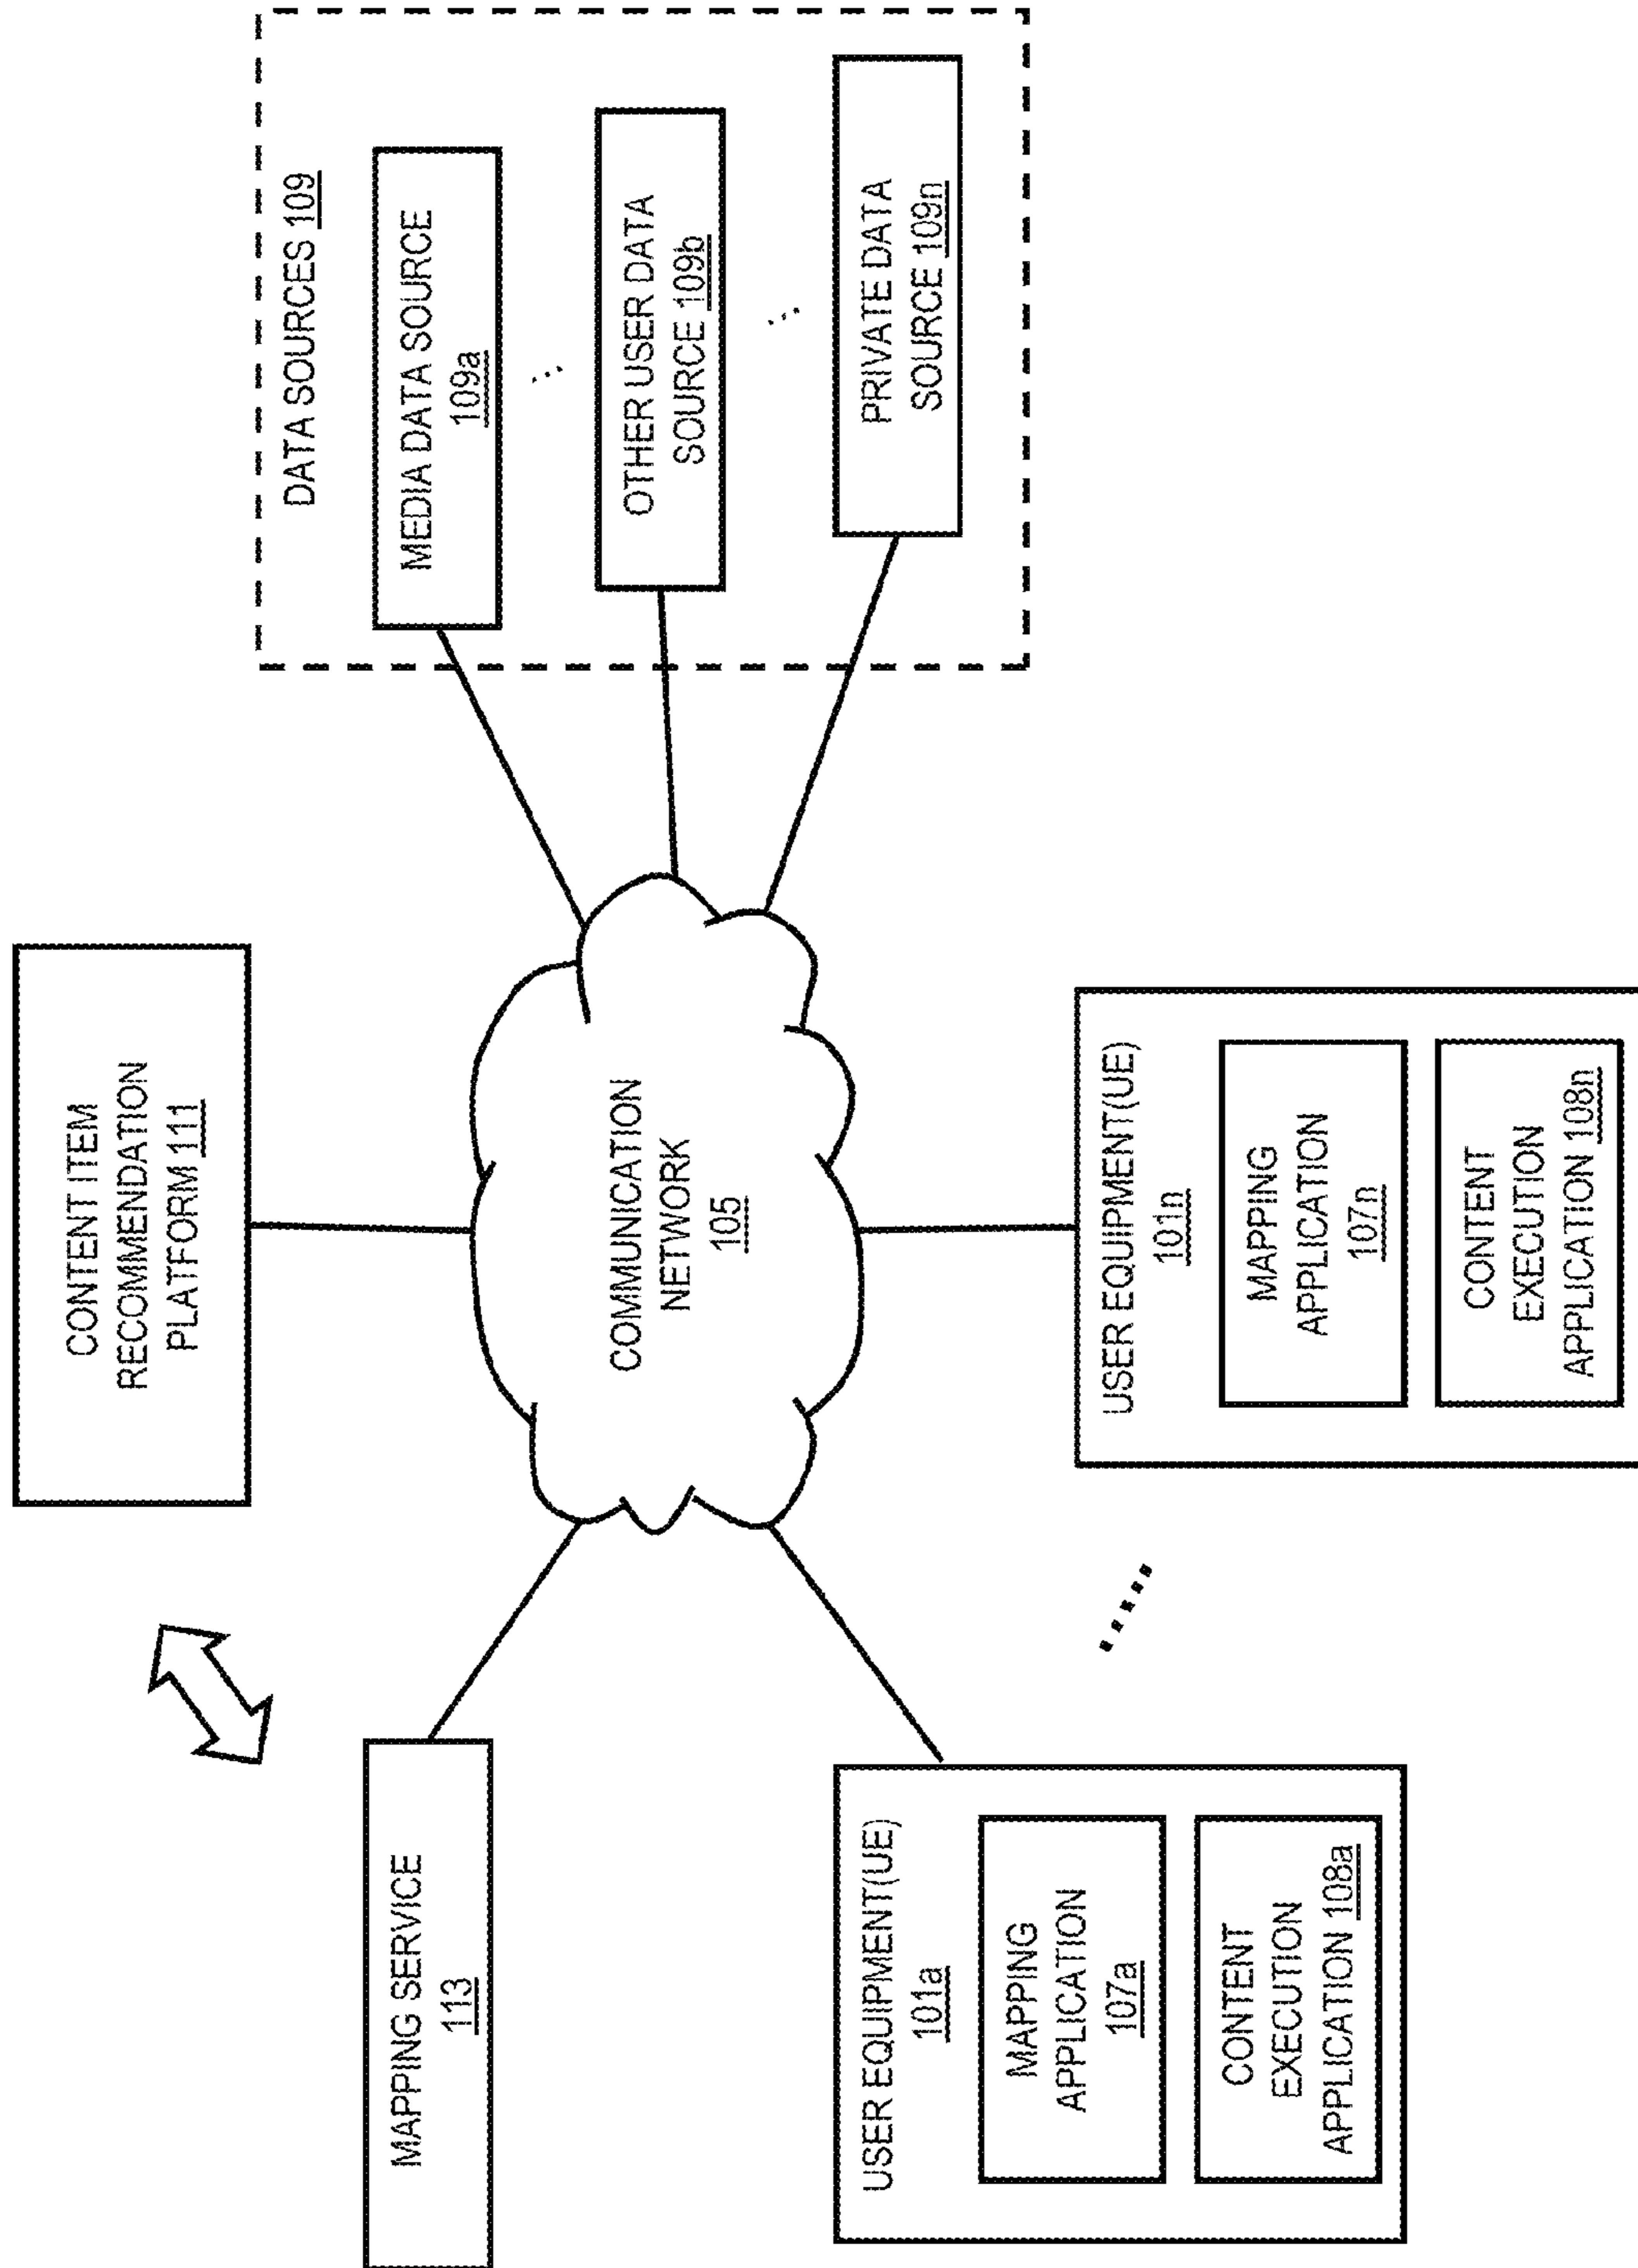 CONTENT ITEM
RECOMMENDATION
PLATFORM 111
MAPPING SERVICE
113
DATA SOURCES 109
MEDIA DATA SOURCE
109a
...
OTHER USER DATA
SOURCE 109b
...
PRIVATE DATA
SOURCE 109n
COMMUNICATION
NETWORK
105
USER EQUIPMENT(UE)
101a
MAPPING
APPLICATION
107a
CONTENT
EXECUTION
APPLICATION 108a
.....
USER EQUIPMENT(UE)
101n
MAPPING
APPLICATION
107n
CONTENT
EXECUTION
APPLICATION 108n